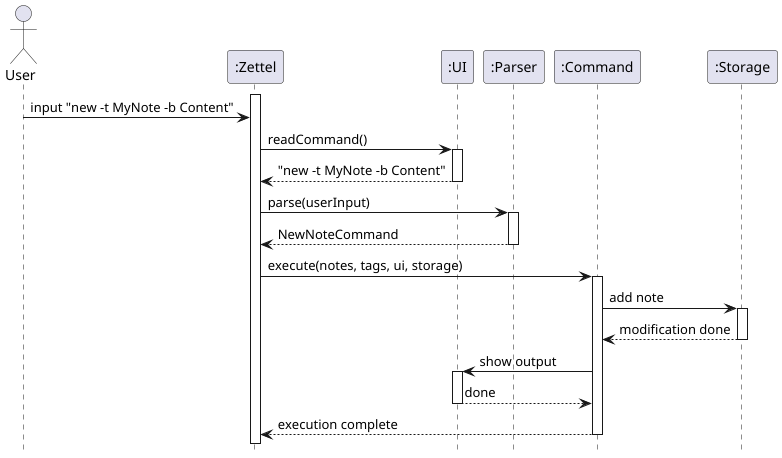 User
:Zettel
:UI
:Parser
:Command
:Storage
input "new -t MyNote -b Content"
readCommand()
"new -t MyNote -b Content"
parse(userInput)
NewNoteCommand
execute(notes, tags, ui, storage)
add note
modification done
show output
done
execution complete